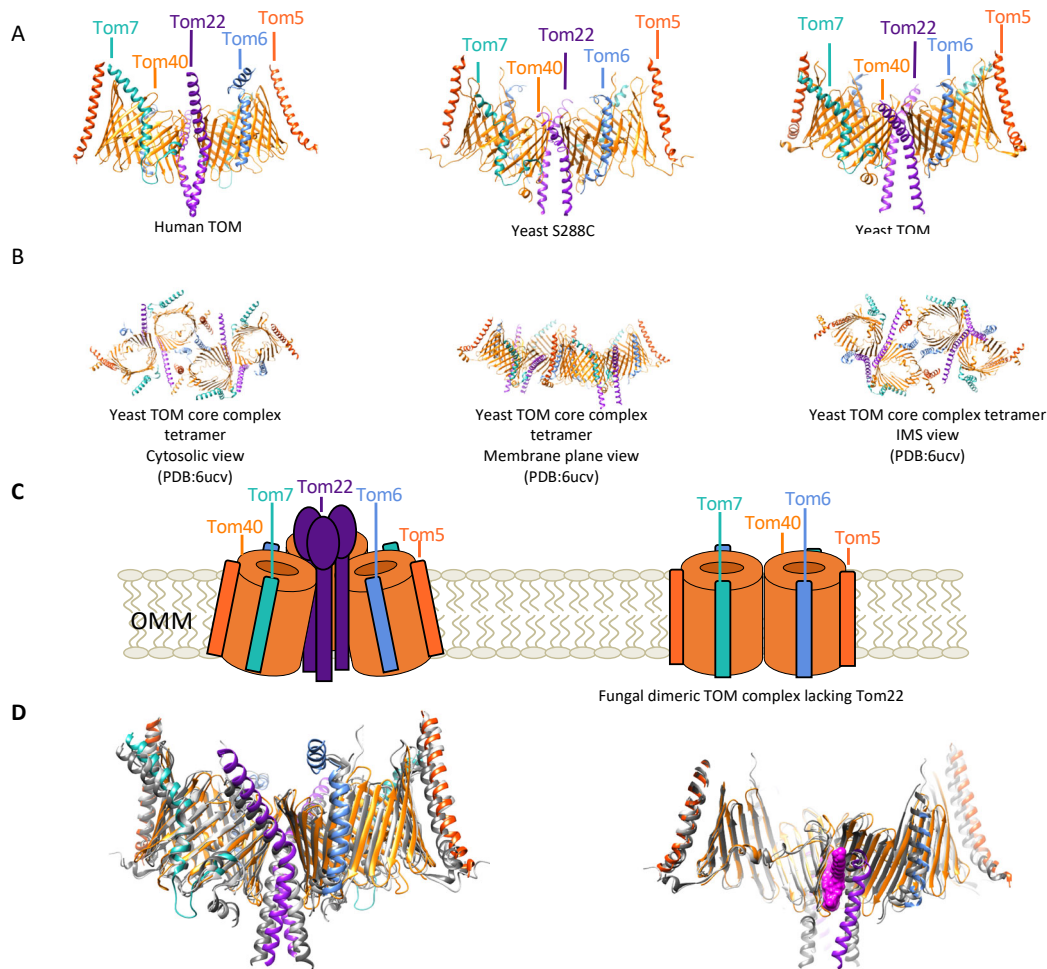 A
Tom7
Tom40
Tom22
Tom6
Tom5
Human TOM
Tom7
Tom40
Tom22
Tom6
Tom5
Yeast S288C
Tom7
Tom40
Tom22
Tom6
Tom5
Yeast TOM
B
Yeast TOM core complex
tetramer
Cytosolic view
(PDB:6ucv)
Yeast TOM core complex
tetramer
Membrane plane view
(PDB:6ucv)
Yeast TOM core complex tetramer
IMS view
(PDB:6ucv)
C
Tom40
Tom7
Tom22
Tom6
Tom5
OMM
Tom7
Tom40
Tom6
Tom5
Fungal dimeric TOM complex lacking Tom22
D